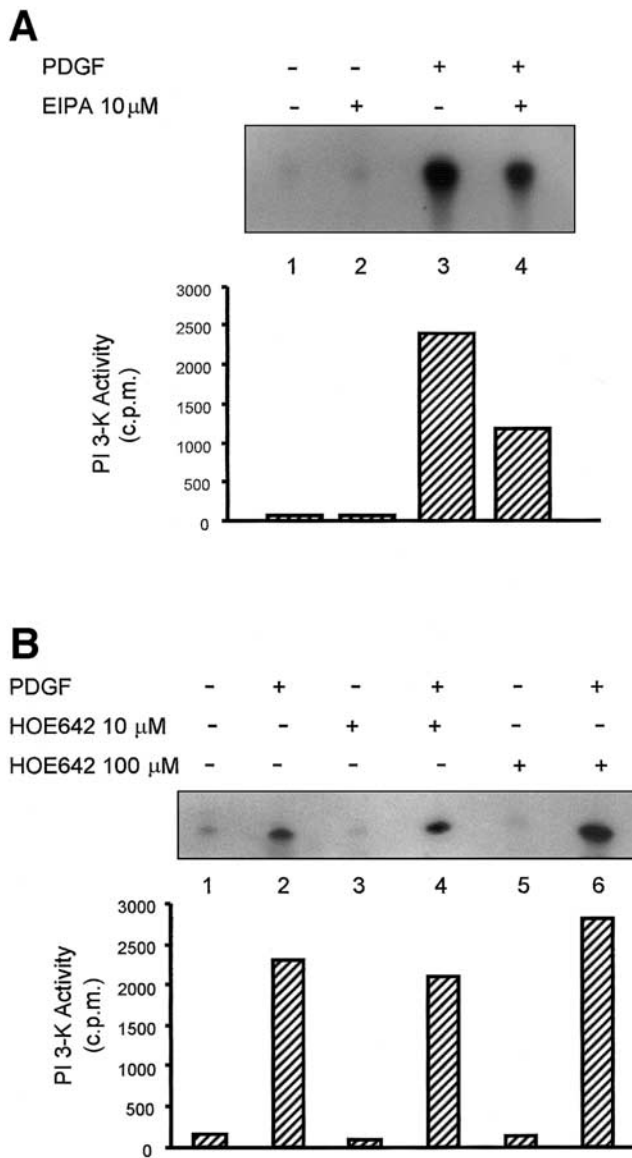 A
PDGF - - + +
EIPA 10 µM - + - +
1 2 3 4
3000
2500
2000
1500
1000
500
0
PI 3-K Activity
(c.p.m.)
B
PDGF - + - + - +
HOE642 10 µM - - + + - -
HOE642 100 µM - - - - + +
1 2 3 4 5 6
3000
2500
2000
1500
1000
500
0
PI 3-K Activity
(c.p.m.)